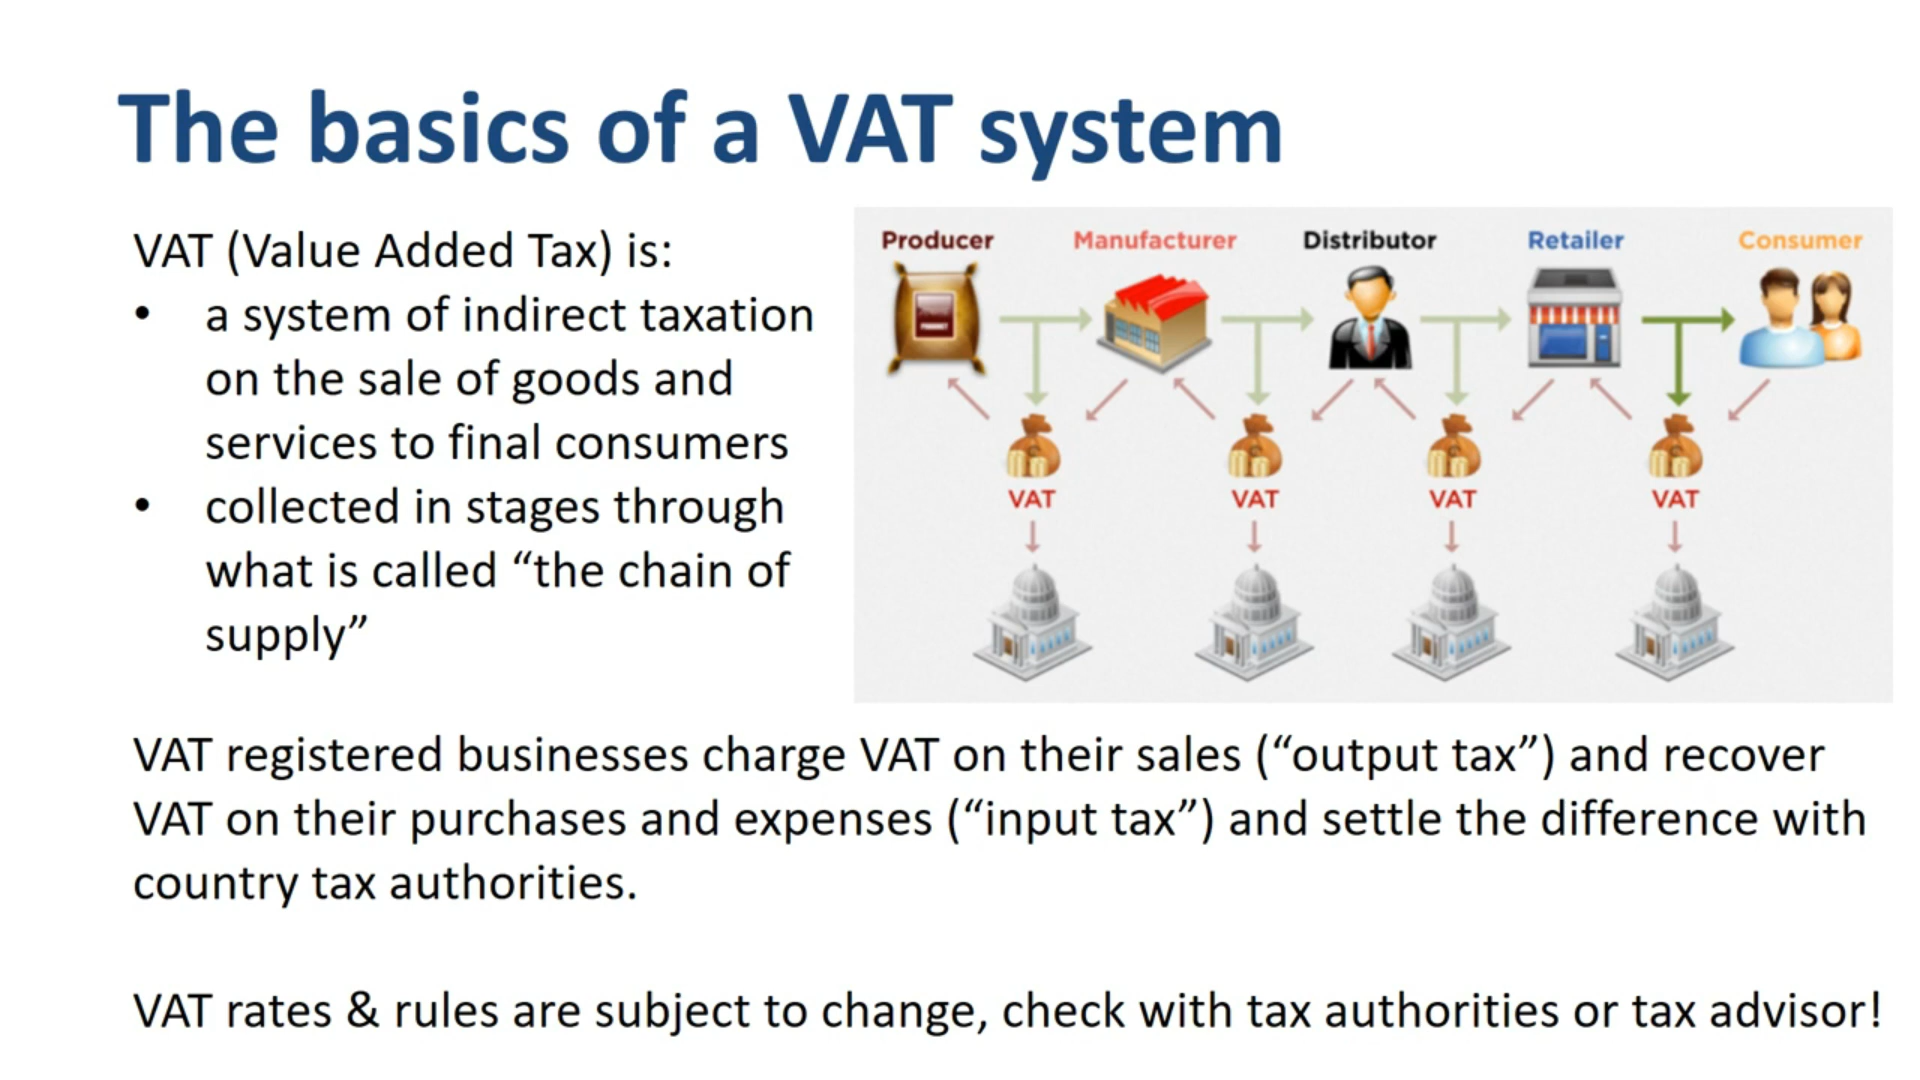 The basics of a VAT system
VAT (Value Added Tax) is:
• a system of indirect taxation
on the sale of goods and
services to final consumers
• collected in stages through
what is called “the chain of
supply”
Producer Manufacturer Distributor Retailer Consumer
VAT VAT VAT VAT
VAT registered businesses charge VAT on their sales (“output tax”) and recover
VAT on their purchases and expenses (“input tax”) and settle the difference with
country tax authorities.
VAT rates & rules are subject to change, check with tax authorities or tax advisor!